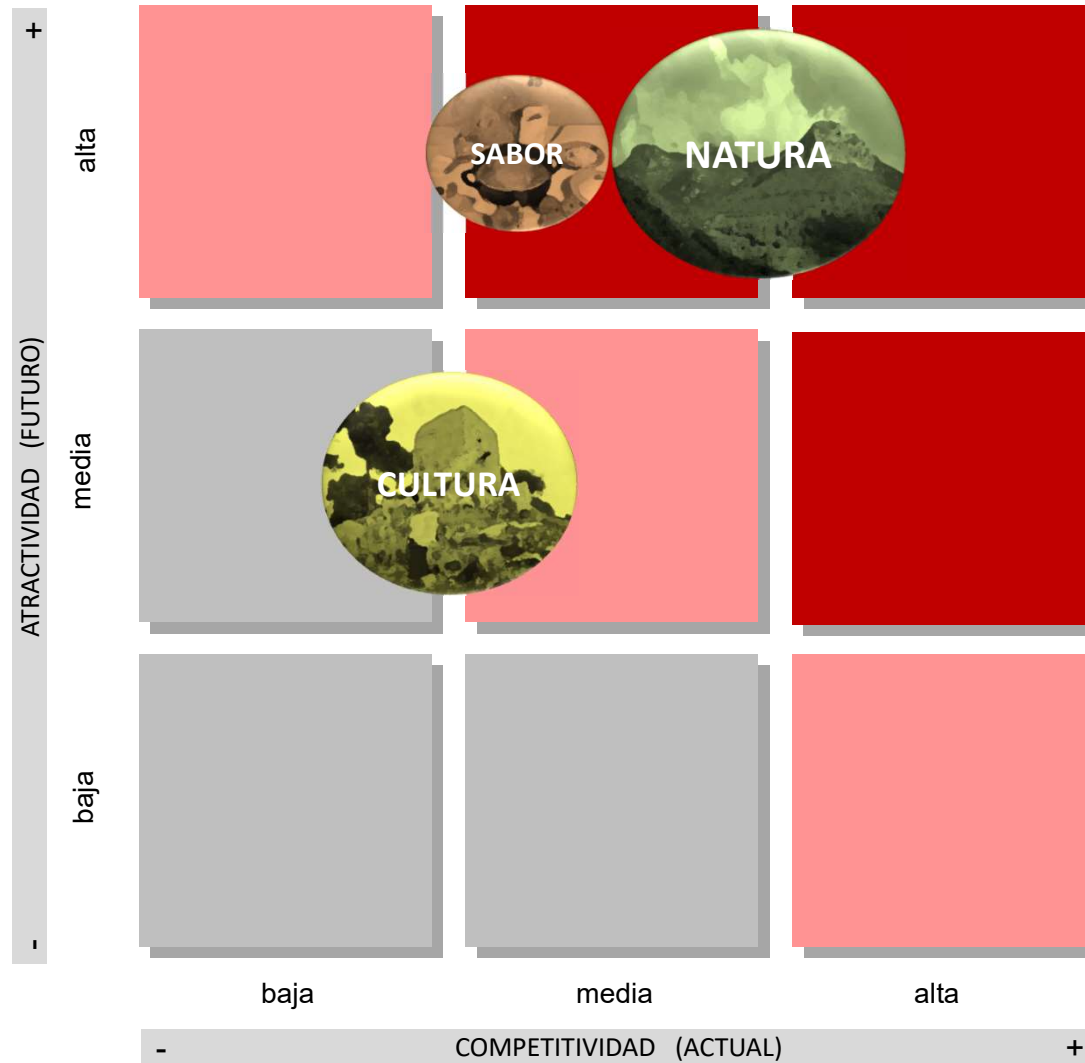 +
alta
SABOR
NATURA
ATRACTIVIDAD (FUTURO)
media
CULTURA
baja
-
baja
media
alta
-
COMPETITIVIDAD (ACTUAL)
+